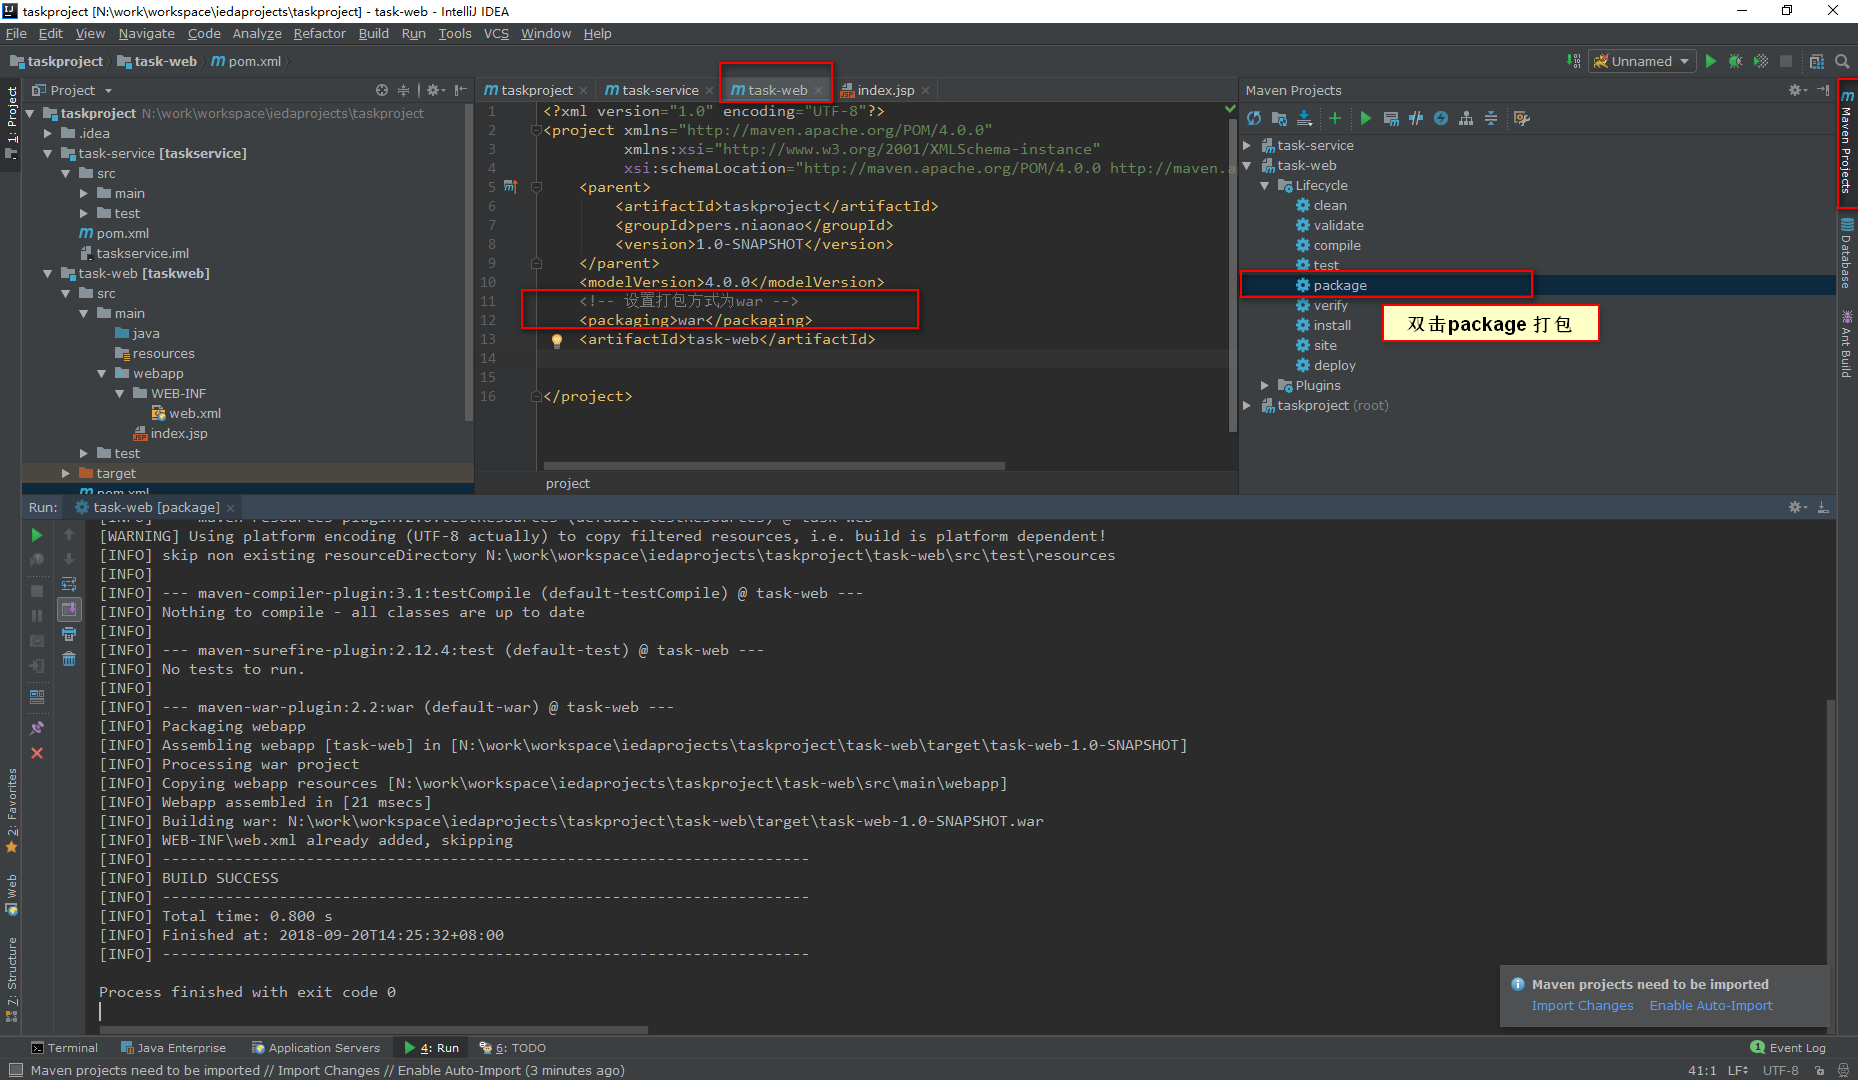 taskproject [N:\work\workspace\iedaprojects\taskproject] - task-web - IntelliJ IDEA
File Edit View Navigate Code Analyze Refactor Build Run Tools VCS Window Help
taskproject task-web pom.xml
Unnamed
1: Project
Project
taskproject N:\work\workspace\iedaprojects\taskproject
.idea
task-service [taskservice]
src
main
test
pom.xml
taskservice.iml
task-web [taskweb]
src
main
java
resources
webapp
WEB-INF
web.xml
index.jsp
test
target
pom.xml
taskproject task-service task-web index.jsp
1 <?xml version="1.0" encoding="UTF-8"?>
2 <project xmlns="http://maven.apache.org/POM/4.0.0"
3 xmlns:xsi="http://www.w3.org/2001/XMLSchema-instance"
4 xsi:schemaLocation="http://maven.apache.org/POM/4.0.0 http://maven.a
5 <parent>
6 <artifactId>taskproject</artifactId>
7 <groupId>pers.niaonao</groupId>
8 <version>1.0-SNAPSHOT</version>
9 </parent>
10 <modelVersion>4.0.0</modelVersion>
11 <!-- 设置打包方式为war -->
12 <packaging>war</packaging>
13 <artifactId>task-web</artifactId>
14
15
16 </project>
project
Maven Projects
task-service
task-web
Lifecycle
clean
validate
compile
test
package
verify
install
site
deploy
Plugins
taskproject (root)
双击package 打包
Maven Projects
Database
Ant Build
Run: task-web [package]
[INFO] --- maven-resources-plugin:2.6:testResources (default-testResources) @ task-web ---
[WARNING] Using platform encoding (UTF-8 actually) to copy filtered resources, i.e. build is platform dependent!
[INFO] skip non existing resourceDirectory N:\work\workspace\iedaprojects\taskproject\task-web\src\test\resources
[INFO]
[INFO] --- maven-compiler-plugin:3.1:testCompile (default-testCompile) @ task-web ---
[INFO] Nothing to compile - all classes are up to date
[INFO]
[INFO] --- maven-surefire-plugin:2.12.4:test (default-test) @ task-web ---
[INFO] No tests to run.
[INFO]
[INFO] --- maven-war-plugin:2.2:war (default-war) @ task-web ---
[INFO] Packaging webapp
[INFO] Assembling webapp [task-web] in [N:\work\workspace\iedaprojects\taskproject\task-web\target\task-web-1.0-SNAPSHOT]
[INFO] Processing war project
[INFO] Copying webapp resources [N:\work\workspace\iedaprojects\taskproject\task-web\src\main\webapp]
[INFO] Webapp assembled in [21 msecs]
[INFO] Building war: N:\work\workspace\iedaprojects\taskproject\task-web\target\task-web-1.0-SNAPSHOT.war
[INFO] WEB-INF\web.xml already added, skipping
[INFO] ------------------------------------------------------------------------
[INFO] BUILD SUCCESS
[INFO] ------------------------------------------------------------------------
[INFO] Total time: 0.800 s
[INFO] Finished at: 2018-09-20T14:25:32+08:00
[INFO] ------------------------------------------------------------------------
Process finished with exit code 0
2: Favorites
Web
7: Structure
Maven projects need to be imported
Import Changes Enable Auto-Import
Terminal Java Enterprise Application Servers 4: Run 6: TODO
1 Event Log
Maven projects need to be imported // Import Changes // Enable Auto-Import (3 minutes ago)
41:1 LF UTF-8